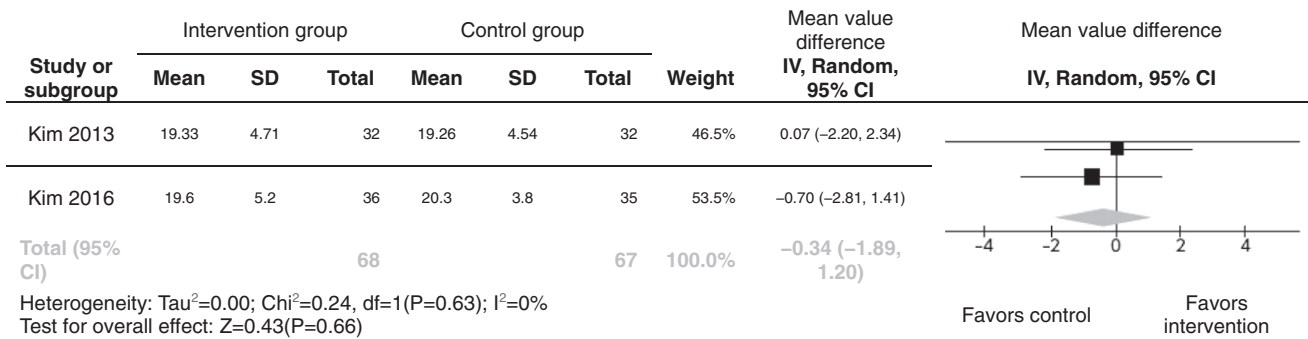 Intervention group Control group Mean value difference Mean value difference
Study or subgroup Mean SD Total Mean SD Total Weight IV, Random, 95% CI IV, Random, 95% CI
Kim 2013 19.33 4.71 32 19.26 4.54 32 46.5% 0.07 (−2.20, 2.34)
Kim 2016 19.6 5.2 36 20.3 3.8 35 53.5% −0.70 (−2.81, 1.41)
Total (95% CI) 68 67 100.0% −0.34 (−1.89, 1.20)
−4 −2 0 2 4
Heterogeneity: Tau²=0.00; Chi²=0.24, df=1(P=0.63); I²=0%
Test for overall effect: Z=0.43(P=0.66)
Favors control Favors intervention